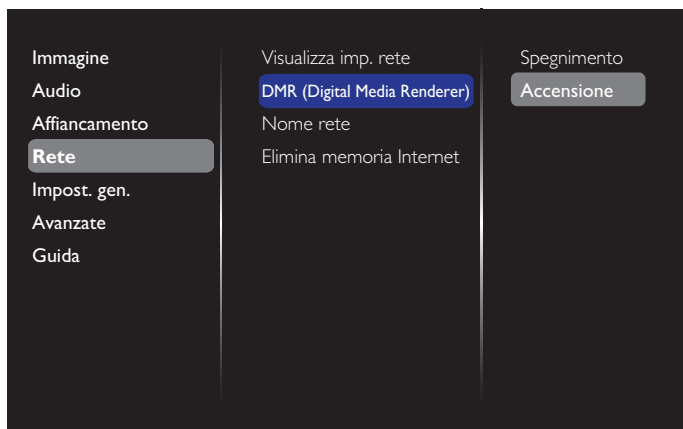 Immagine
Audio
Affiancamento
Rete
Impost. gen.
Avanzate
Guida
Visualizza imp. rete
DMR (Digital Media Renderer)
Nome rete
Elimina memoria Internet
Spegnimento
Accensione